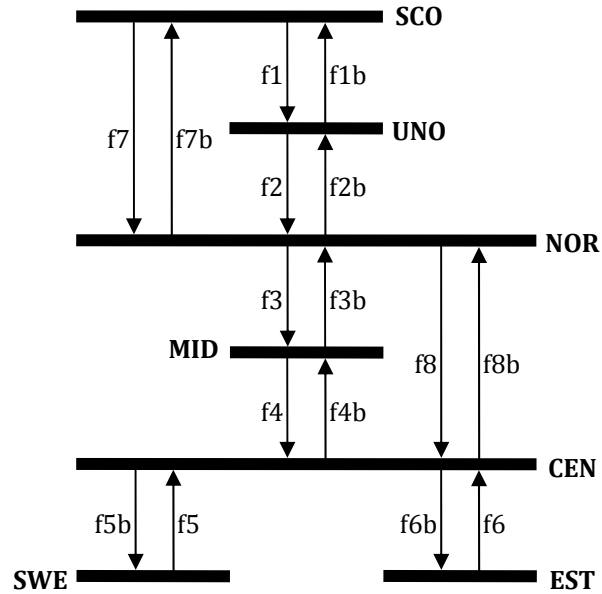 SCO
f1 f1b
UNO
f7 f7b
f2 f2b
NOR
f3 f3b
MID
f8 f8b
f4 f4b
CEN
f5b f5 f6b f6
SWE EST